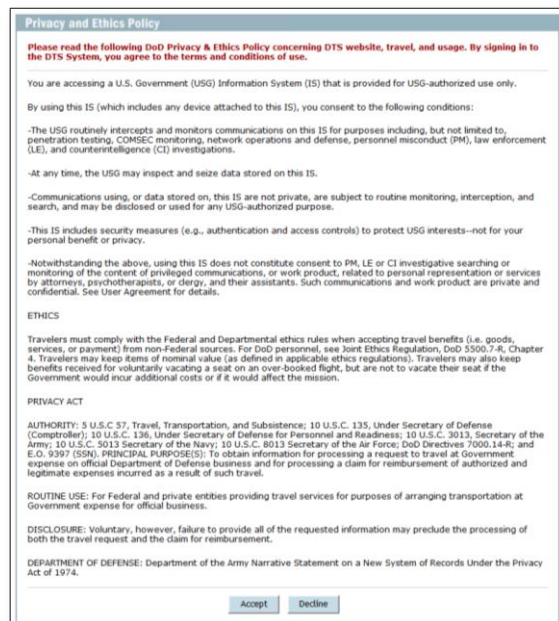 Privacy and Ethics Policy
Please read the following DoD Privacy & Ethics Policy concerning DTS website, travel, and usage. By signing in to
the DTS System, you agree to the terms and conditions of use.
You are accessing a U.S. Government (USG) Information System (IS) that is provided for USG-authorized use only.
By using this IS (which includes any device attached to this IS), you consent to the following conditions:
-The USG routinely intercepts and monitors communications on this IS for purposes including, but not limited to,
penetration testing, COMSEC monitoring, network operations and defense, personnel misconduct (PM), law enforcement
(LE), and counterintelligence (CI) investigations.
-At any time, the USG may inspect and seize data stored on this IS.
-Communications using, or data stored on, this IS are not private, are subject to routine monitoring, interception, and
search, and may be disclosed or used for any USG-authorized purpose.
-This IS includes security measures (e.g., authentication and access controls) to protect USG interests--not for your
personal benefit or privacy.
-Notwithstanding the above, using this IS does not constitute consent to PM, LE or CI investigative searching or
monitoring of the content of privileged communications, or work product, related to personal representation or services
by attorneys, psychotherapists, or clergy, and their assistants. Such communications and work product are private and
confidential. See User Agreement for details.
ETHICS
Travelers must comply with the Federal and Departmental ethics rules when accepting travel benefits (i.e. goods,
services, or payment) from non-Federal sources. For DoD personnel, see Joint Ethics Regulation, DoD 5500.7-R, Chapter
4. Travelers may keep items of nominal value (as defined in applicable ethics regulations). Travelers may also keep
benefits received for voluntarily vacating a seat on an over-booked flight, but are not to vacate their seat if the
Government would incur additional costs or if it would affect the mission.
PRIVACY ACT
AUTHORITY: 5 U.S.C 57, Travel, Transportation, and Subsistence; 10 U.S.C. 135, Under Secretary of Defense
(Comptroller); 10 U.S.C. 136, Under Secretary of Defense for Personnel and Readiness; 10 U.S.C. 3013, Secretary of the
Army; 10 U.S.C. 5013 Secretary of the Navy; 10 U.S.C. 8013 Secretary of the Air Force; DoD Directives 7000.14-R; and
E.O. 9397 (SSN). PRINCIPAL PURPOSE(S): To obtain information for processing a request to travel at Government
expense on official Department of Defense business and for processing a claim for reimbursement of authorized and
legitimate expenses incurred as a result of such travel.
ROUTINE USE: For Federal and private entities providing travel services for purposes of arranging transportation at
Government expense for official business.
DISCLOSURE: Voluntary, however, failure to provide all of the requested information may preclude the processing of
both the travel request and the claim for reimbursement.
DEPARTMENT OF DEFENSE: Department of the Army Narrative Statement on a New System of Records Under the Privacy
Act of 1974.
Accept Decline